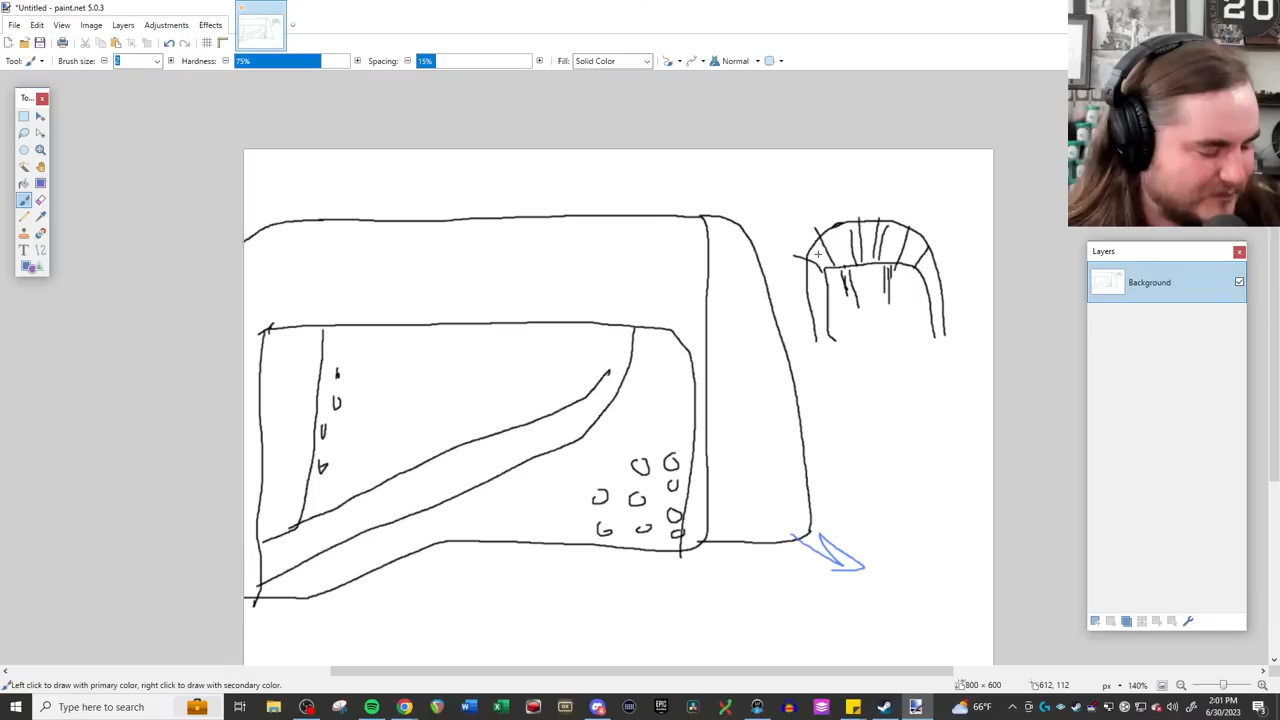 *Untitled - paint.net 5.0.3
File Edit View Image Layers Adjustments Effects
Tool: Brush size: 2 Hardness: 75% Spacing: 15% Fill: Solid Color Normal
To...
Layers
Background
20
Left click to draw with primary color, right click to draw with secondary color.
800 × 600 612, 112 px 140%
Type here to search
66°F
2:01 PM
6/30/2023